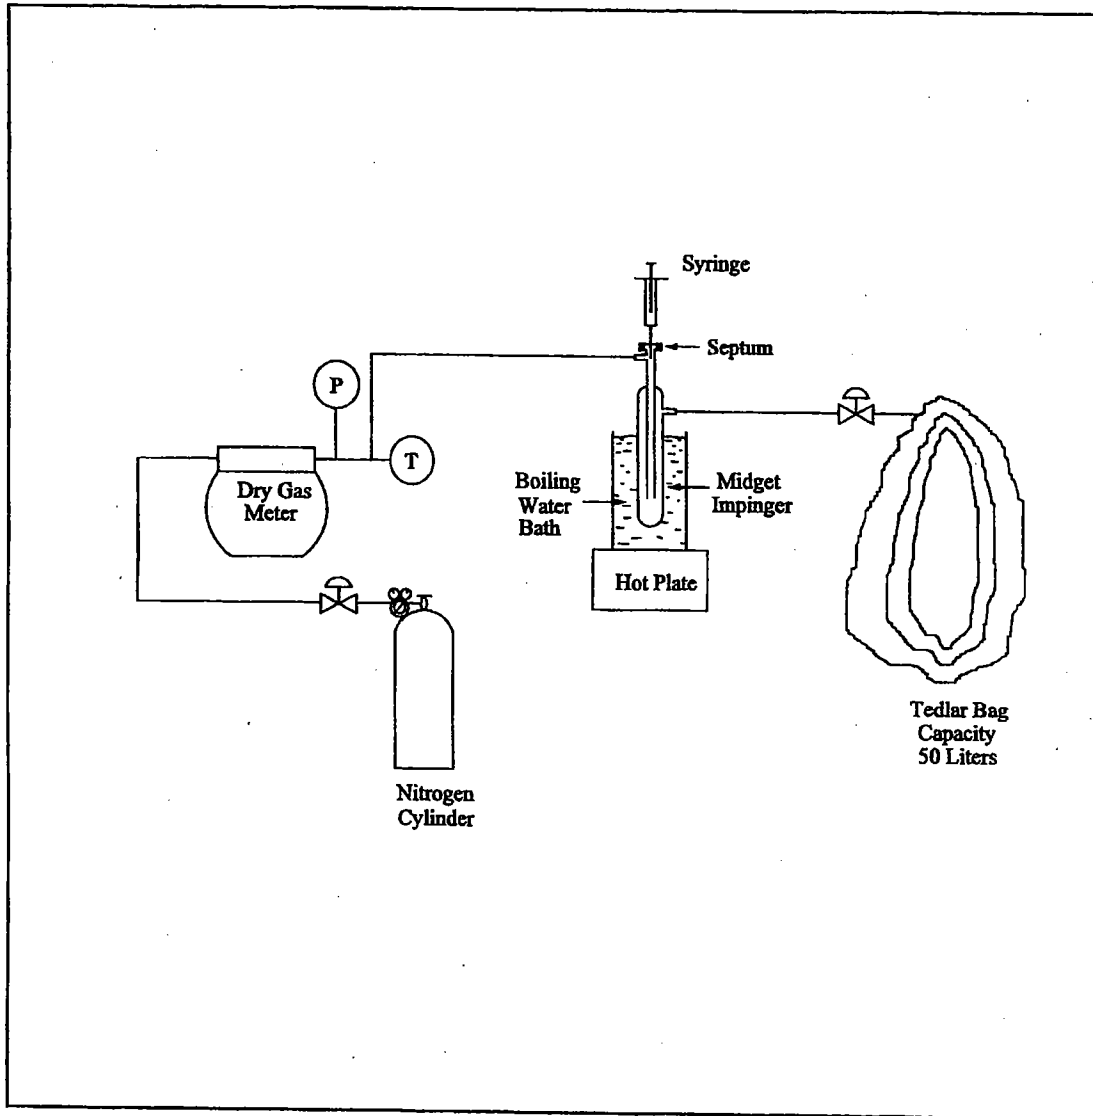 Syringe
Septum
P
T
Dry Gas
Meter
Boiling
Water
Bath
Midget
Impinger
Hot Plate
Nitrogen
Cylinder
Tedlar Bag
Capacity
50 Liters